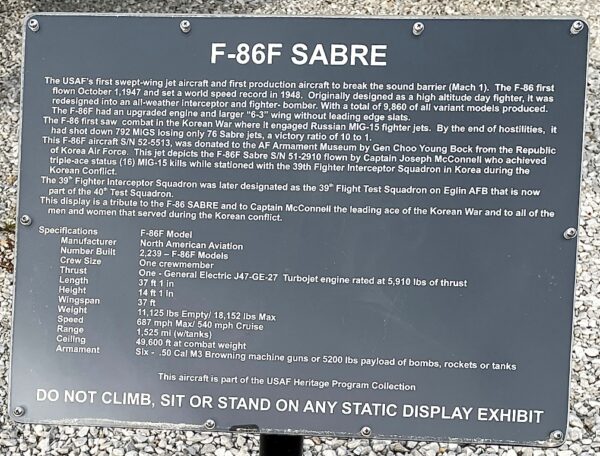 F-86F SABRE
The USAF's first swept-wing jet aircraft and first production aircraft to break the sound barrier (Mach 1). The F-86 first
flown October 1,1947 and set a world speed record in 1948. Originally designed as a high altitude day fighter, it was
redesigned into an all-weather interceptor and fighter- bomber. With a total of 9,860 of all variant models produced.
The F-86F had an upgraded engine and larger "6-3" wing without leading edge slats.
The F-86 first saw combat in the Korean War where it engaged Russian MIG-15 fighter jets. By the end of hostilities, it
had shot down 792 MIGS losing only 76 Sabre jets, a victory ratio of 10 to 1.
This F-86F aircraft S/N 52-5513, was donated to the AF Armament Museum by Gen Choo Young Bock from the Republic
of Korea Air Force. This jet depicts the F-86F Sabre S/N 51-2910 flown by Captain Joseph McConnell who achieved
triple-ace status (16) MIG-15 kills while stationed with the 39th Fighter Interceptor Squadron in Korea during the
Korean Conflict.
The 39th Fighter Interceptor Squadron was later designated as the 39th Flight Test Squadron on Eglin AFB that is now
part of the 40th Test Squadron.
This display is a tribute to the F-86 SABRE and to Captain McConnell the leading ace of the Korean War and to all of the
men and women that served during the Korean conflict.
Specifications F-86F Model
Manufacturer North American Aviation
Number Built 2,239 – F-86F Models
Crew Size One crewmember
Thrust One - General Electric J47-GE-27 Turbojet engine rated at 5,910 lbs of thrust
Length 37 ft 1 in
Height 14 ft 1 in
Wingspan 37 ft
Weight 11,125 lbs Empty/ 18,152 lbs Max
Speed 687 mph Max/ 540 mph Cruise
Range 1,525 mi (w/tanks)
Ceiling 49,600 ft at combat weight
Armament Six - .50 Cal M3 Browning machine guns or 5200 lbs payload of bombs, rockets or tanks
This aircraft is part of the USAF Heritage Program Collection
DO NOT CLIMB, SIT OR STAND ON ANY STATIC DISPLAY EXHIBIT